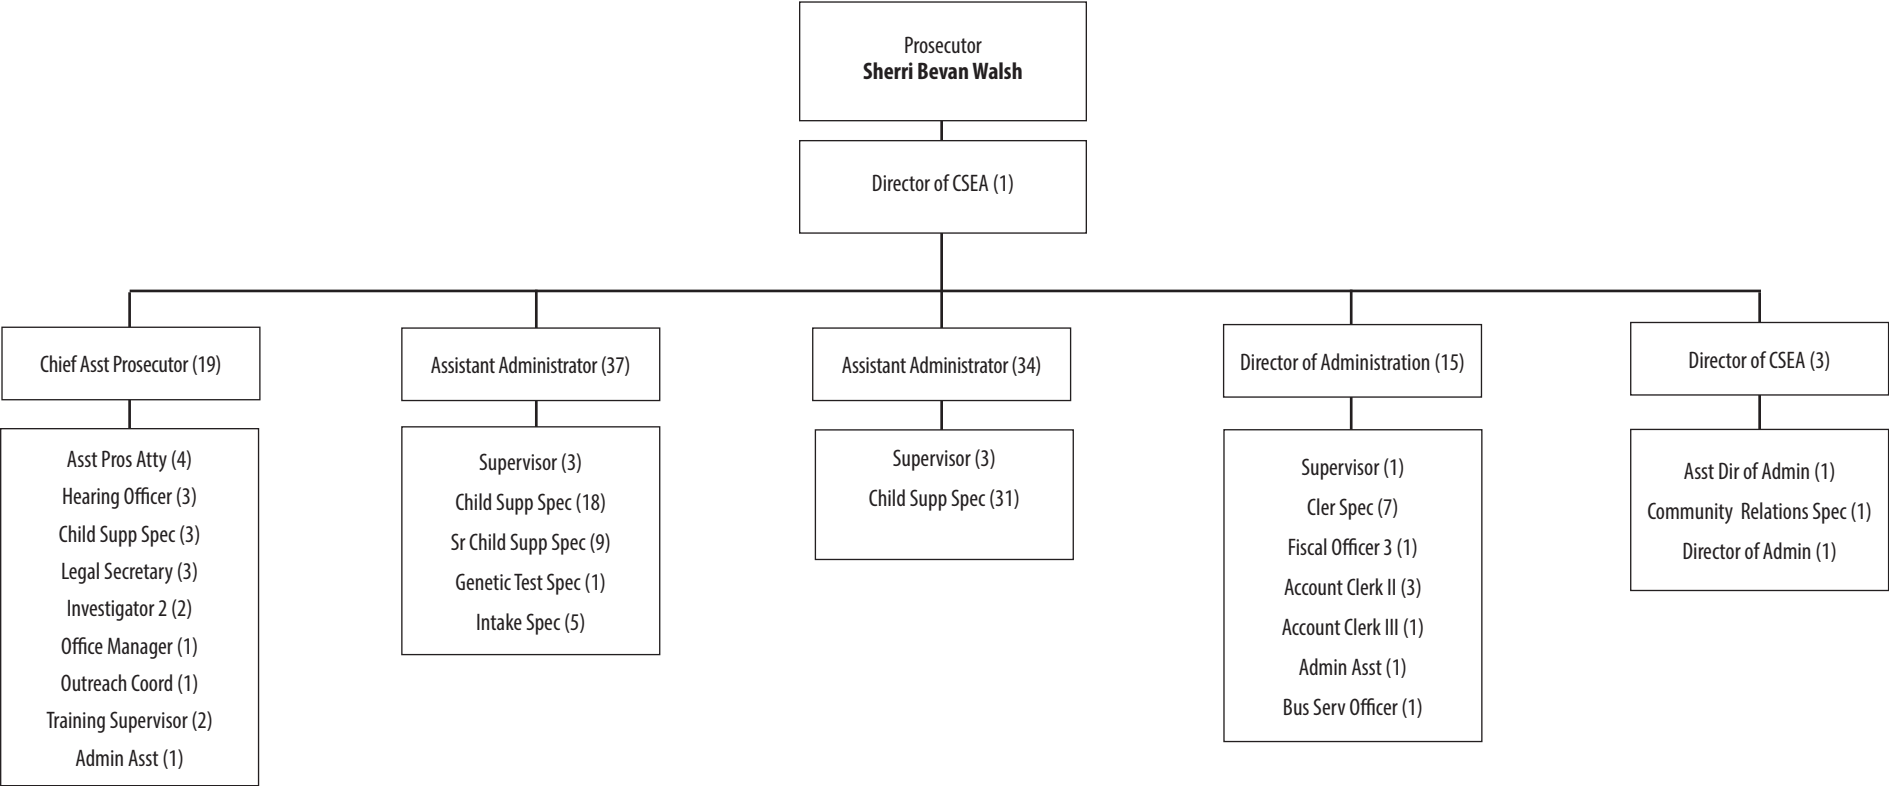 Prosecutor
Sherri Bevan Walsh
Director of CSEA (1)
Chief Asst Prosecutor (19)
Asst Pros Atty (4)
Hearing Officer (3)
Child Supp Spec (3)
Legal Secretary (3)
Investigator 2 (2)
Office Manager (1)
Outreach Coord (1)
Training Supervisor (2)
Admin Asst (1)
Assistant Administrator (37)
Supervisor (3)
Child Supp Spec (18)
Sr Child Supp Spec (9)
Genetic Test Spec (1)
Intake Spec (5)
Assistant Administrator (34)
Supervisor (3)
Child Supp Spec (31)
Director of Administration (15)
Supervisor (1)
Cler Spec (7)
Fiscal Officer 3 (1)
Account Clerk II (3)
Account Clerk III (1)
Admin Asst (1)
Bus Serv Officer (1)
Director of CSEA (3)
Asst Dir of Admin (1)
Community Relations Spec (1)
Director of Admin (1)